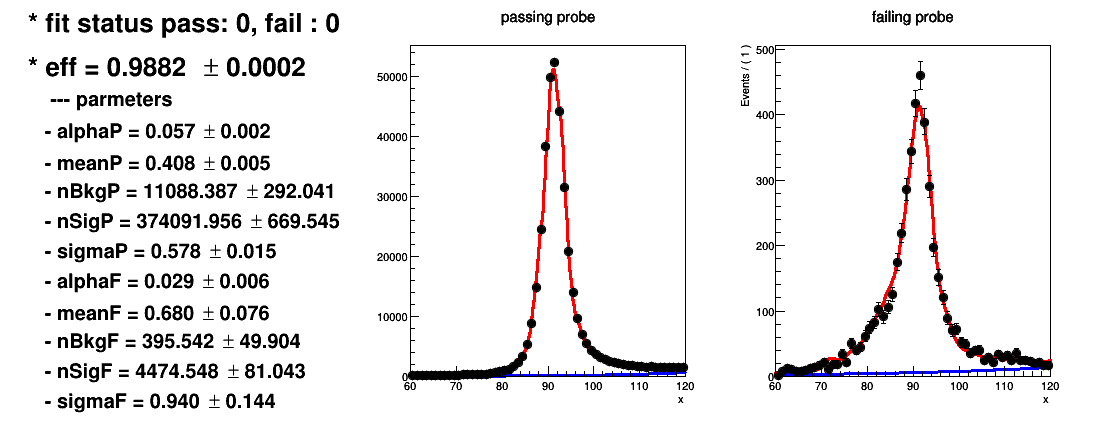 * fit status pass: 0, fail : 0
* eff = 0.9882 ± 0.0002
--- parmeters
- alphaP = 0.057 ± 0.002
- meanP = 0.408 ± 0.005
- nBkgP = 11088.387 ± 292.041
- nSigP = 374091.956 ± 669.545
- sigmaP = 0.578 ± 0.015
- alphaF = 0.029 ± 0.006
- meanF = 0.680 ± 0.076
- nBkgF = 395.542 ± 49.904
- nSigF = 4474.548 ± 81.043
- sigmaF = 0.940 ± 0.144
passing probe
50000
40000
30000
20000
10000
0
60 70 80 90 100 110 120
x
failing probe
Events / ( 1 )
500
400
300
200
100
0
60 70 80 90 100 110 120
x